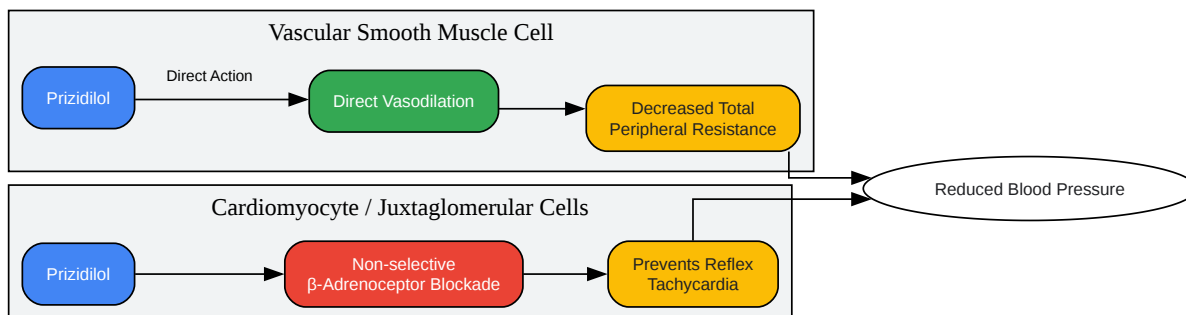 Vascular Smooth Muscle Cell
Prizidilol
Direct Action
Direct Vasodilation
Decreased Total
Peripheral Resistance
Reduced Blood Pressure
Cardiomyocyte / Juxtaglomerular Cells
Prizidilol
Non-selective
β-Adrenoceptor Blockade
Prevents Reflex
Tachycardia